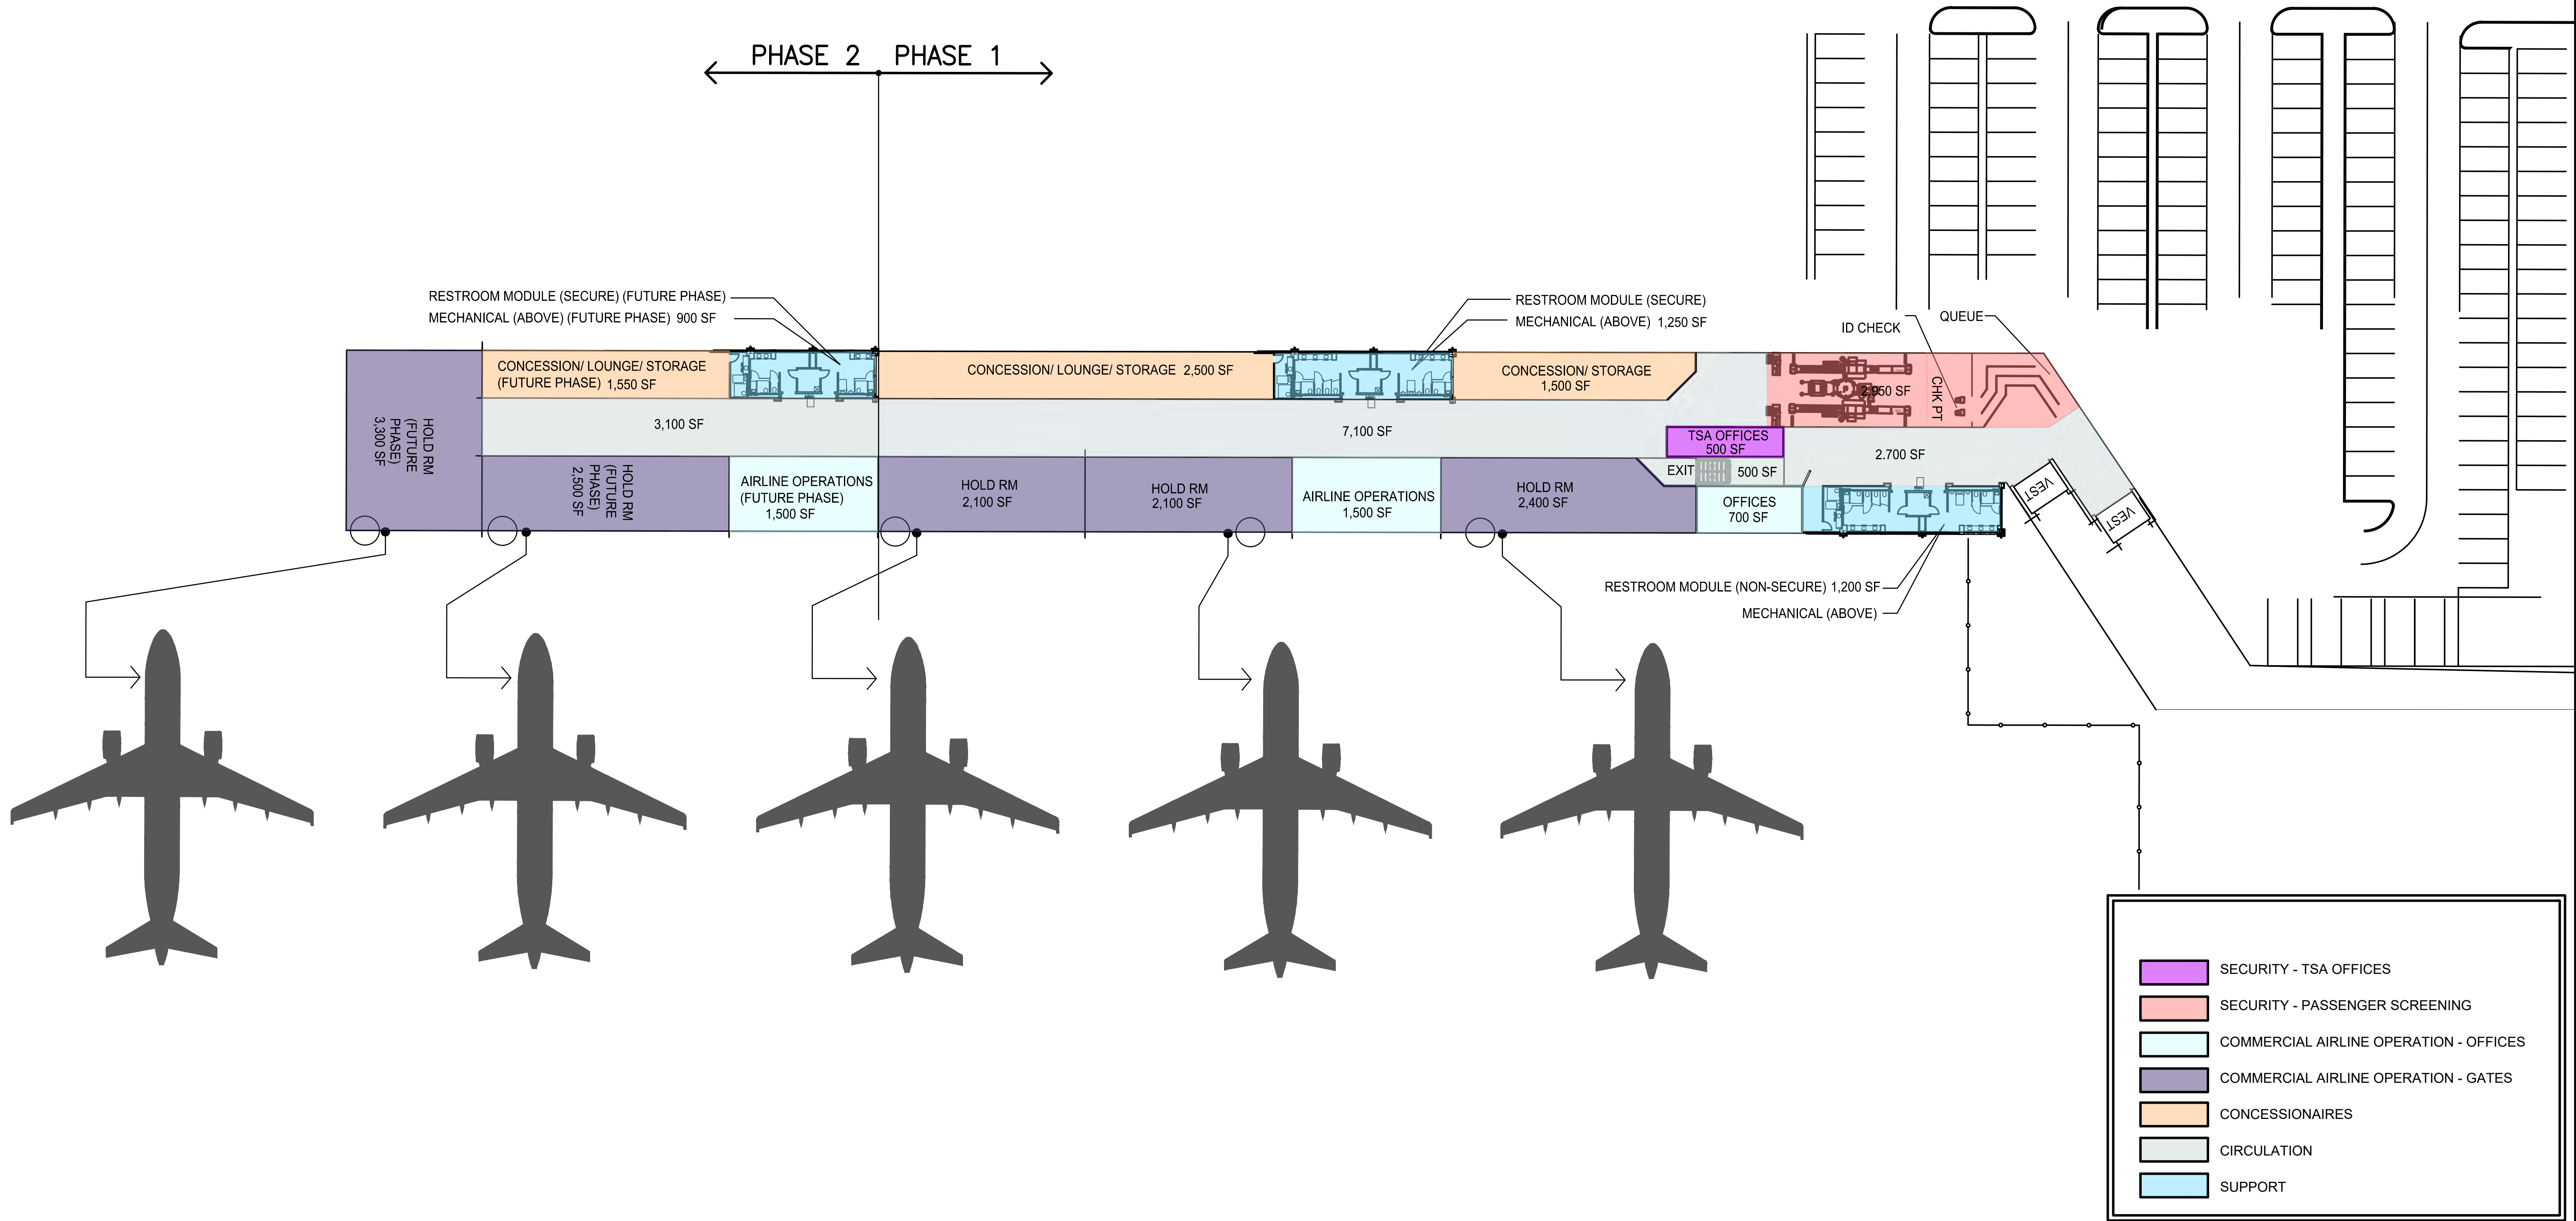 PHASE 2
PHASE 1
RESTROOM MODULE (SECURE) (FUTURE PHASE)
MECHANICAL (ABOVE) (FUTURE PHASE) 900 SF
RESTROOM MODULE (SECURE)
MECHANICAL (ABOVE) 1,250 SF
ID CHECK
QUEUE
CONCESSION/ LOUNGE/ STORAGE
(FUTURE PHASE) 1,550 SF
CONCESSION/ LOUNGE/ STORAGE 2,500 SF
CONCESSION/ STORAGE
1,500 SF
2,950 SF
CHK PT
HOLD RM
(FUTURE
PHASE)
3,300 SF
3,100 SF
7,100 SF
TSA OFFICES
500 SF
2.700 SF
EXIT
500 SF
HOLD RM
(FUTURE
PHASE)
2,500 SF
AIRLINE OPERATIONS
(FUTURE PHASE)
1,500 SF
HOLD RM
2,100 SF
HOLD RM
2,100 SF
AIRLINE OPERATIONS
1,500 SF
HOLD RM
2,400 SF
OFFICES
700 SF
VEST
VEST
RESTROOM MODULE (NON-SECURE) 1,200 SF
MECHANICAL (ABOVE)
SECURITY - TSA OFFICES
SECURITY - PASSENGER SCREENING
COMMERCIAL AIRLINE OPERATION - OFFICES
COMMERCIAL AIRLINE OPERATION - GATES
CONCESSIONAIRES
CIRCULATION
SUPPORT